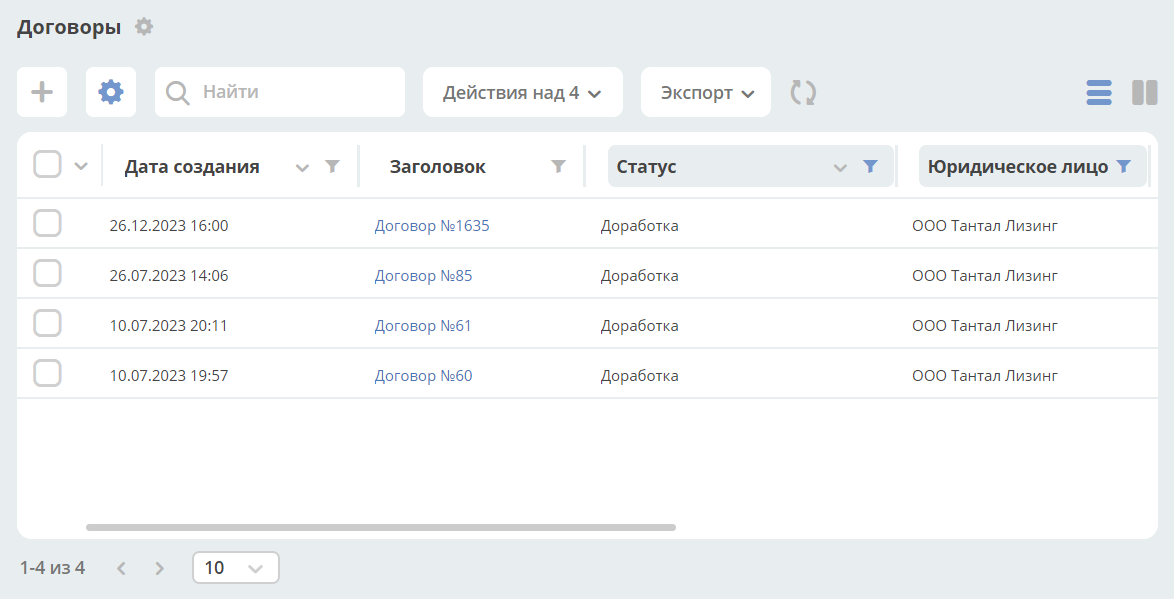 Договоры
Найти
Действия над 4
Экспорт
Дата создания Заголовок Статус Юридическое лицо
26.12.2023 16:00 Договор №1635 Доработка ООО Тантал Лизинг
26.07.2023 14:06 Договор №85 Доработка ООО Тантал Лизинг
10.07.2023 20:11 Договор №61 Доработка ООО Тантал Лизинг
10.07.2023 19:57 Договор №60 Доработка ООО Тантал Лизинг
1-4 из 4
10